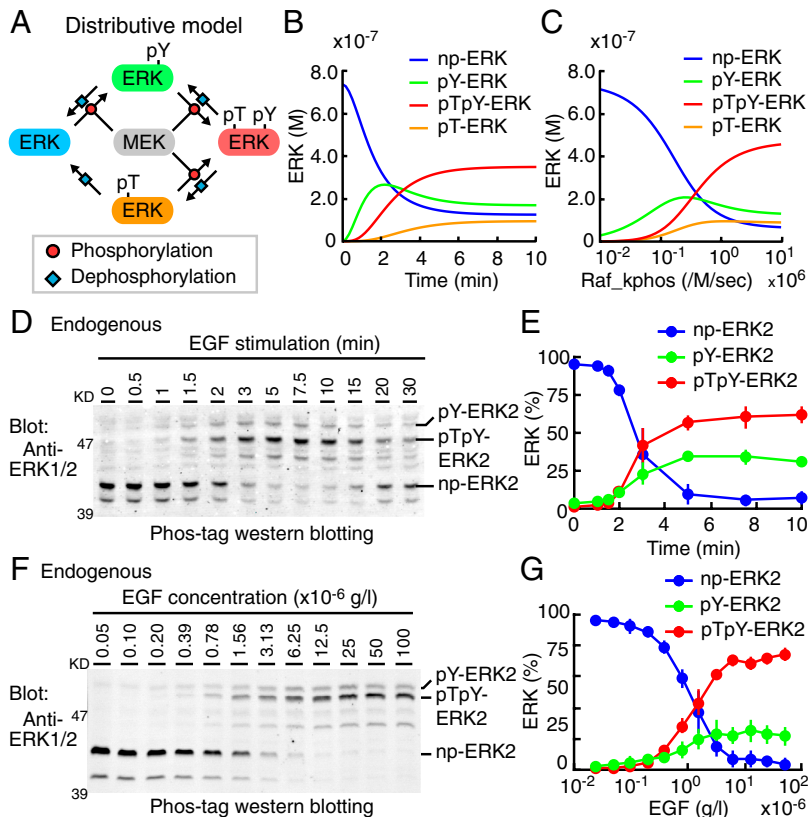 A Distributive model
pY
ERK
pT pY
ERK
MEK
ERK
pT
ERK
Phosphorylation
Dephosphorylation
B
x10-7
np-ERK
pY-ERK
pTpY-ERK
pT-ERK
8.0
6.0
4.0
2.0
0
ERK (M)
0 2 4 6 8 10
Time (min)
C
x10-7
np-ERK
pY-ERK
pTpY-ERK
pT-ERK
8.0
6.0
4.0
2.0
0
ERK (M)
10-2 10-1 100 101
Raf_kphos (/M/sec) x106
D Endogenous
EGF stimulation (min)
0 0.5 1 1.5 2 3 5 7.5 10 15 20 30
KD
Blot:
Anti-
ERK1/2
47
39
pY-ERK2
pTpY-
ERK2
np-ERK2
Phos-tag western blotting
E
np-ERK2
pY-ERK2
pTpY-ERK2
100
75
50
25
0
ERK (%)
0 2 4 6 8 10
Time (min)
F Endogenous
EGF concentration (x10-6 g/l)
0.05 0.10 0.20 0.39 0.78 1.56 3.13 6.25 12.5 25 50 100
KD
Blot:
Anti-
ERK1/2
47
39
pY-ERK2
pTpY-
ERK2
np-ERK2
Phos-tag western blotting
G
np-ERK2
pY-ERK2
pTpY-ERK2
100
75
50
25
0
ERK (%)
10-2 10-1 100 101 102
EGF (g/l) x10-6